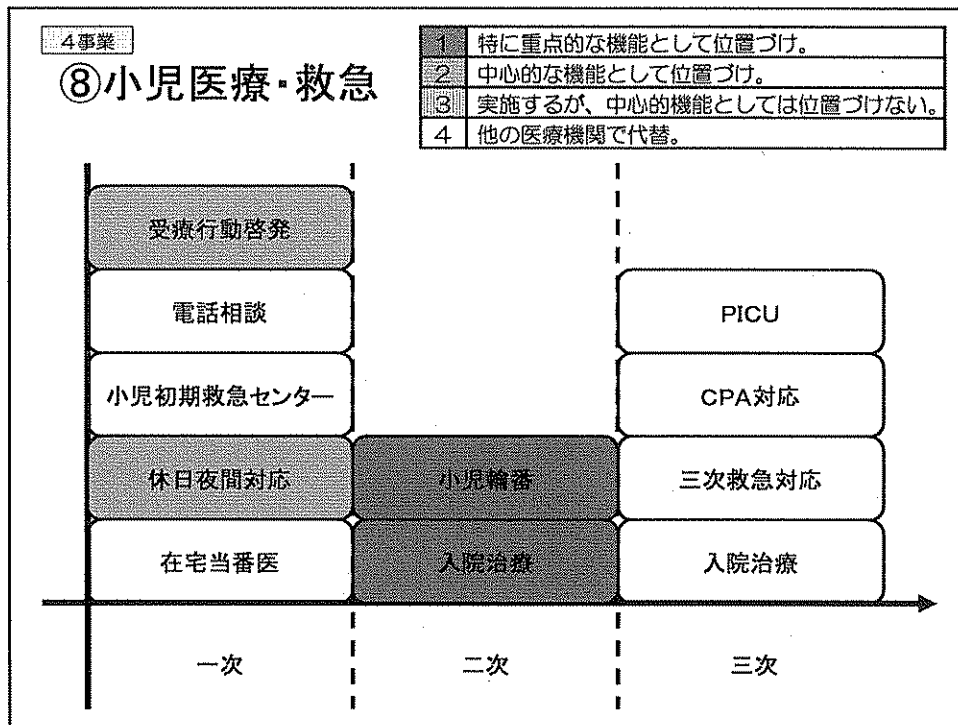 4事業
⑧小児医療・救急
1 特に重点的な機能として位置づけ。
2 中心的な機能として位置づけ。
3 実施するが、中心的機能としては位置づけない。
4 他の医療機関で代替。
受療行動啓発
電話相談
PICU
小児初期救急センター
CPA対応
休日夜間対応
小児輪番
三次救急対応
在宅当番医
入院治療
入院治療
一次
二次
三次